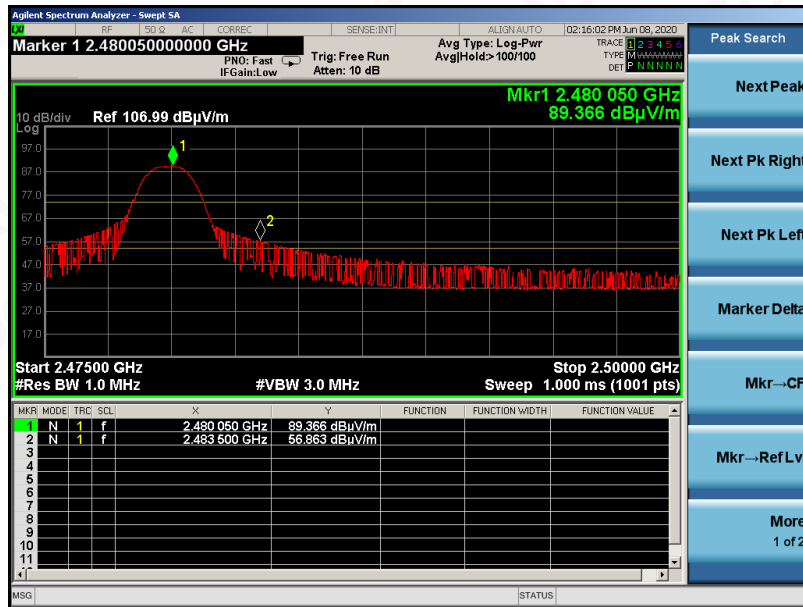 Agilent Spectrum Analyzer - Swept SA
LXI RF 50 Ω AC CORREC SENSE:INT ALIGN AUTO 02:16:02 PM Jun 08, 2020
Marker 1 2.480050000000 GHz
PNO: Fast
IFGain:Low
Trig: Free Run
Atten: 10 dB
Avg Type: Log-Pwr
Avg|Hold:>100/100
TRACE 1 2 3 4 5 6
TYPE M
DET P N N N N N
Mkr1 2.480 050 GHz
89.366 dBµV/m
10 dB/div Ref 106.99 dBµV/m
Log
97.0
87.0
77.0
67.0
57.0
47.0
37.0
27.0
17.0
1
2
Start 2.47500 GHz Stop 2.50000 GHz
#Res BW 1.0 MHz #VBW 3.0 MHz Sweep 1.000 ms (1001 pts)
MKR MODE TRC SCL X Y FUNCTION FUNCTION WIDTH FUNCTION VALUE
1 N 1 f 2.480 050 GHz 89.366 dBµV/m
2 N 1 f 2.483 500 GHz 56.863 dBµV/m
3
4
5
6
7
8
9
10
11
MSG STATUS
Peak Search
Next Peak
Next Pk Right
Next Pk Left
Marker Delta
Mkr→CF
Mkr→Ref Lv
More
1 of 2